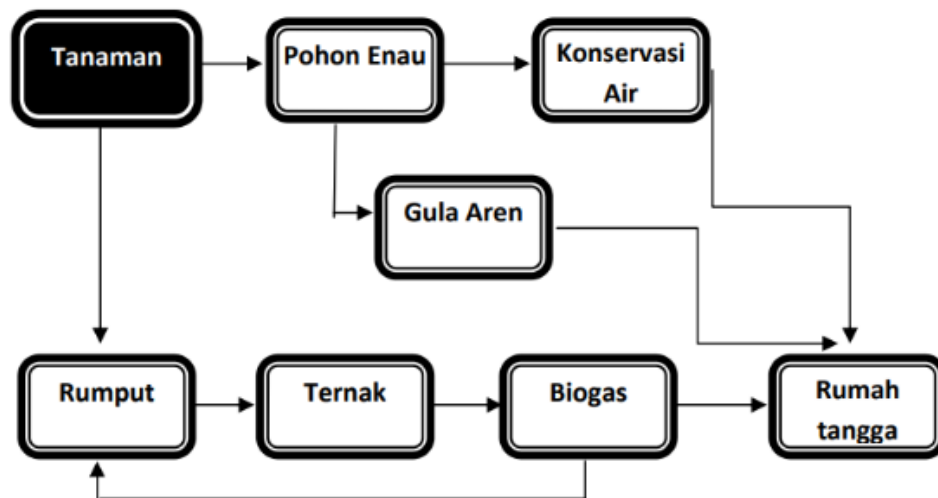 Tanaman
Pohon Enau
Konservasi
Air
Gula Aren
Rumput
Ternak
Biogas
Rumah
tangga